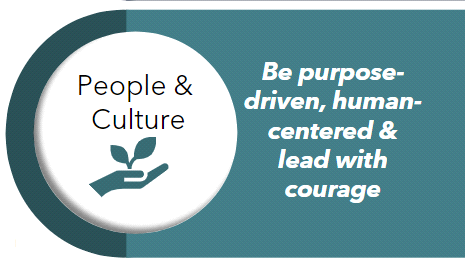 People &
Culture
Be purpose-
driven, human-
centered &
lead with
courage